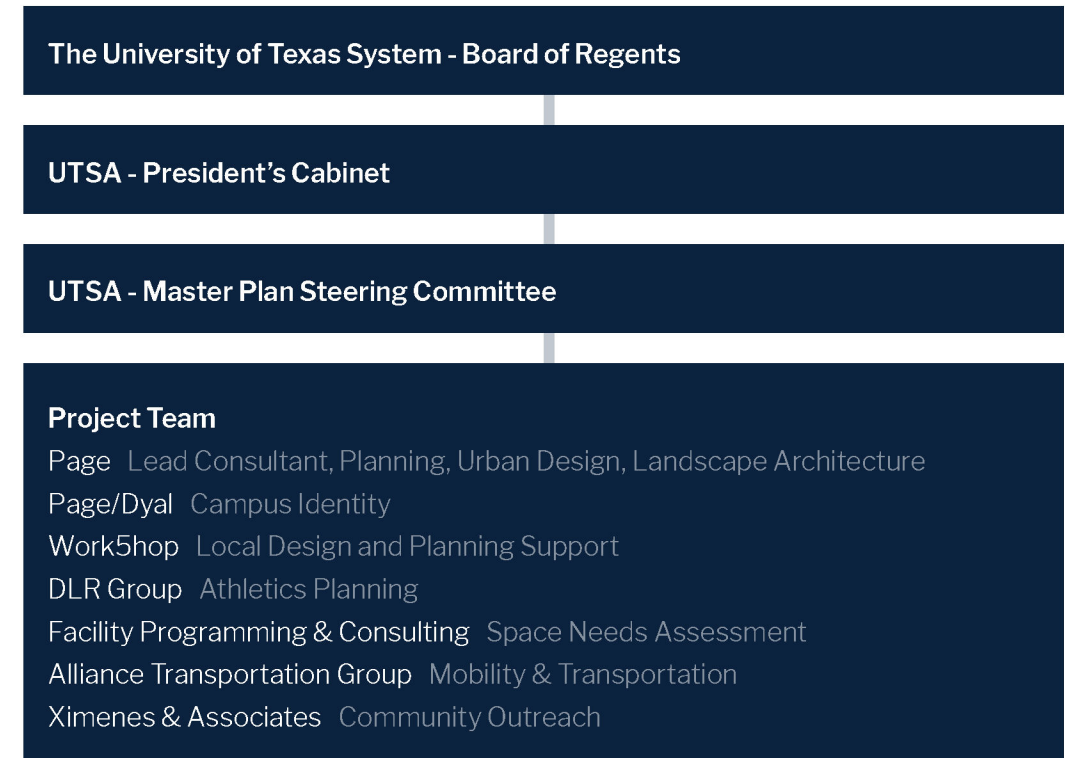 The University of Texas System - Board of Regents
UTSA - President’s Cabinet
UTSA - Master Plan Steering Committee
Project Team
Page Lead Consultant, Planning, Urban Design, Landscape Architecture
Page/Dyal Campus Identity
Work5hop Local Design and Planning Support
DLR Group Athletics Planning
Facility Programming & Consulting Space Needs Assessment
Alliance Transportation Group Mobility & Transportation
Ximenes & Associates Community Outreach